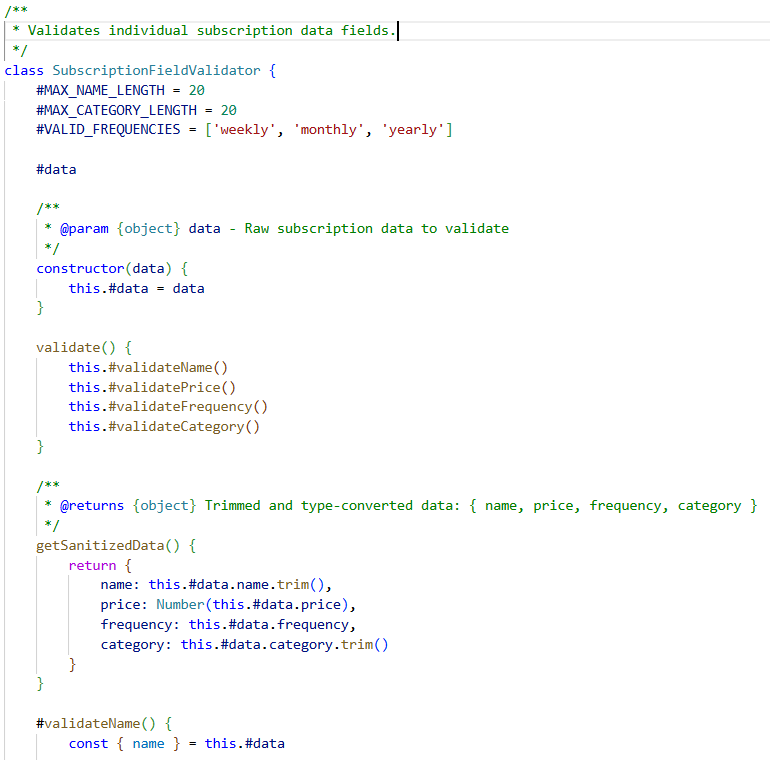 /**
 * Validates individual subscription data fields.
 */
class SubscriptionFieldValidator {
    #MAX_NAME_LENGTH = 20
    #MAX_CATEGORY_LENGTH = 20
    #VALID_FREQUENCIES = ['weekly', 'monthly', 'yearly']

    #data

    /**
     * @param {object} data - Raw subscription data to validate
     */
    constructor(data) {
        this.#data = data
    }

    validate() {
        this.#validateName()
        this.#validatePrice()
        this.#validateFrequency()
        this.#validateCategory()
    }

    /**
     * @returns {object} Trimmed and type-converted data: { name, price, frequency, category }
     */
    getSanitizedData() {
        return {
            name: this.#data.name.trim(),
            price: Number(this.#data.price),
            frequency: this.#data.frequency,
            category: this.#data.category.trim()
        }
    }

    #validateName() {
        const { name } = this.#data